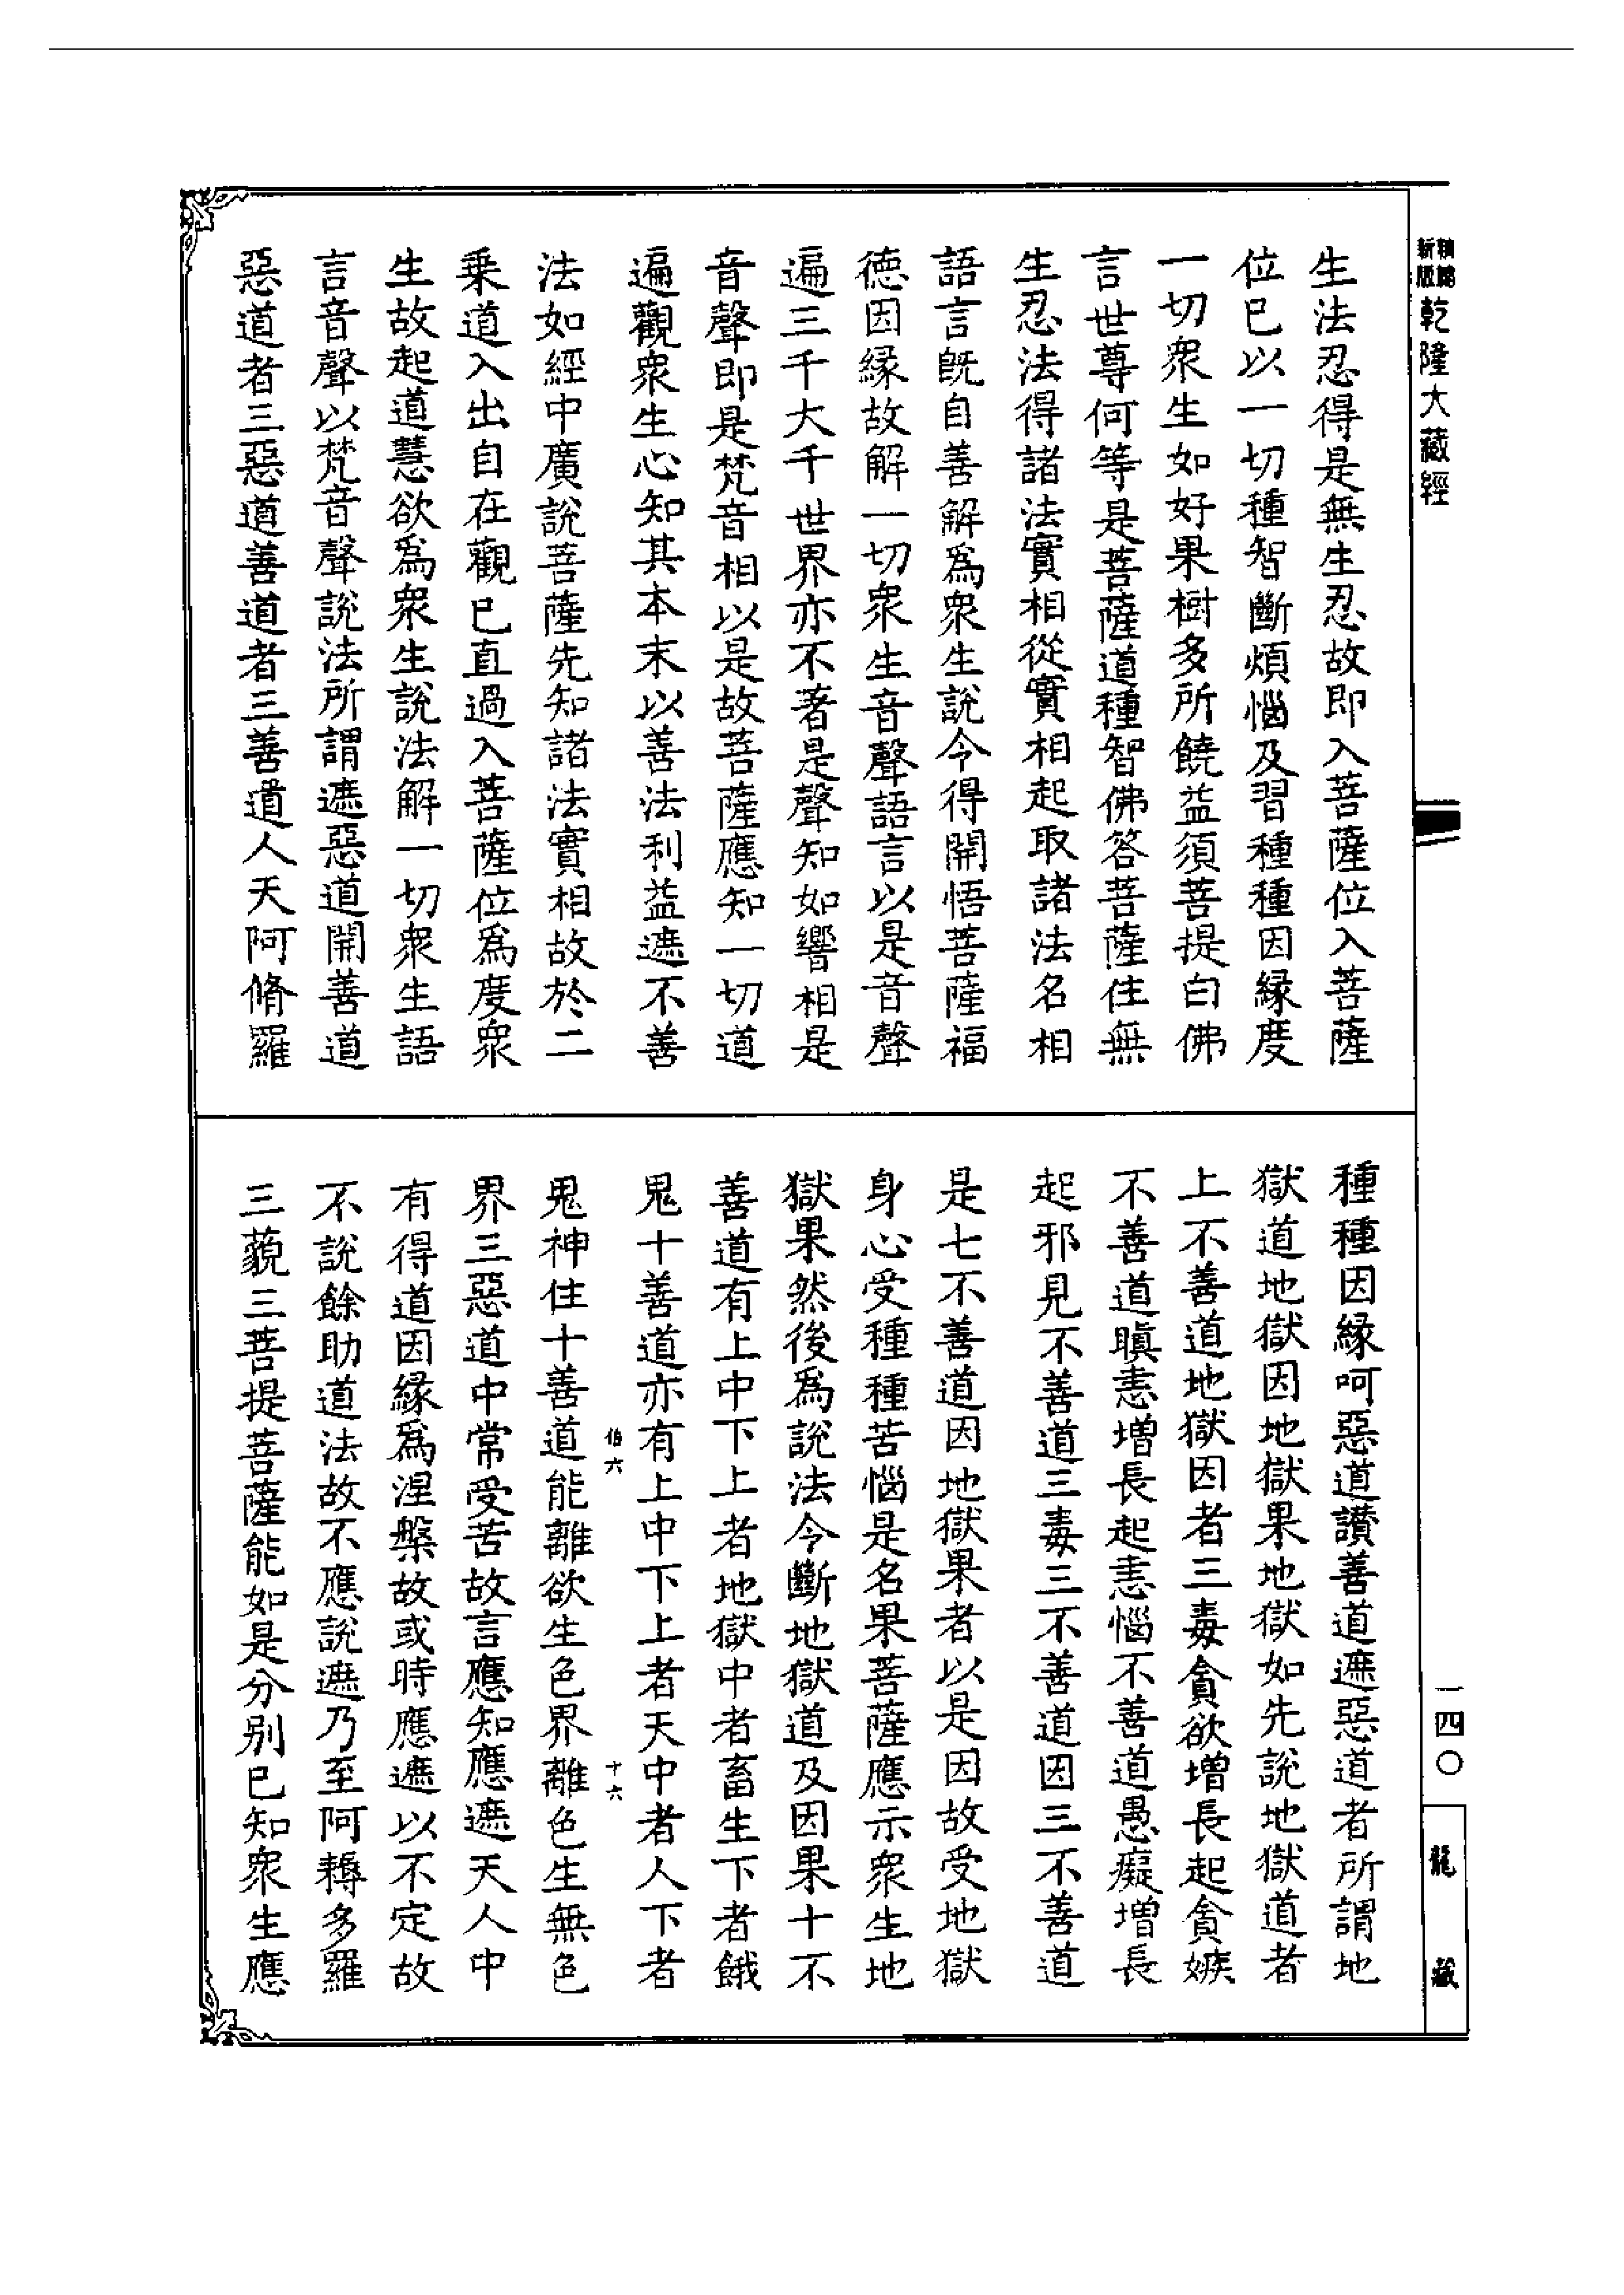 精縮
新版
乾隆大藏經
生法忍得是無生忍故即入菩薩位入菩薩
位已以一切種智斷煩惱及習種種因緣度
一切衆生如好果樹多所饒益須菩提白佛
言世尊何等是菩薩道種智佛答菩薩住無
生忍法得諸法實相從實相起取諸法名相
語言旣自善解爲衆生說令得開悟菩薩福
德因緣故解一切衆生音聲語言以是音聲
遍三千大千世界亦不著是聲知如響相是
音聲即是梵音相以是故菩薩應知一切道
遍觀衆生心知其本末以善法利益遮不善
法如經中廣說菩薩先知諸法實相故於二
乘道入出自在觀已直過入菩薩位爲度衆
生故起道慧欲爲衆生說法解一切衆生語
言音聲以梵音聲說法所謂遮惡道開善道
惡道者三惡道善道者三善道人天阿脩羅
種種因緣呵惡道讚善道遮惡道者所謂地
獄道地獄因地獄果地獄如先說地獄道者
上不善道地獄因者三毒貪欲增長起貪嫉
不善道瞋恚增長起恚惱不善道愚癡增長
起邪見不善道三毒三不善道因三不善道
是七不善道因地獄果者以是因故受地獄
身心受種種苦惱是名果菩薩應示衆生地
獄果然後爲說法令斷地獄道及因果十不
善道有上中下上者地獄中者畜生下者餓
鬼十善道亦有上中下上者天中者人下者
伯六
十六
鬼神住十善道能離欲生色界離色生無色
界三惡道中常受苦故言應知應遮天人中
有得道因緣爲涅槃故或時應遮以不定故
不說餘助道法故不應說遮乃至阿耨多羅
三藐三菩提菩薩能如是分別已知衆生應
一四〇
龍藏